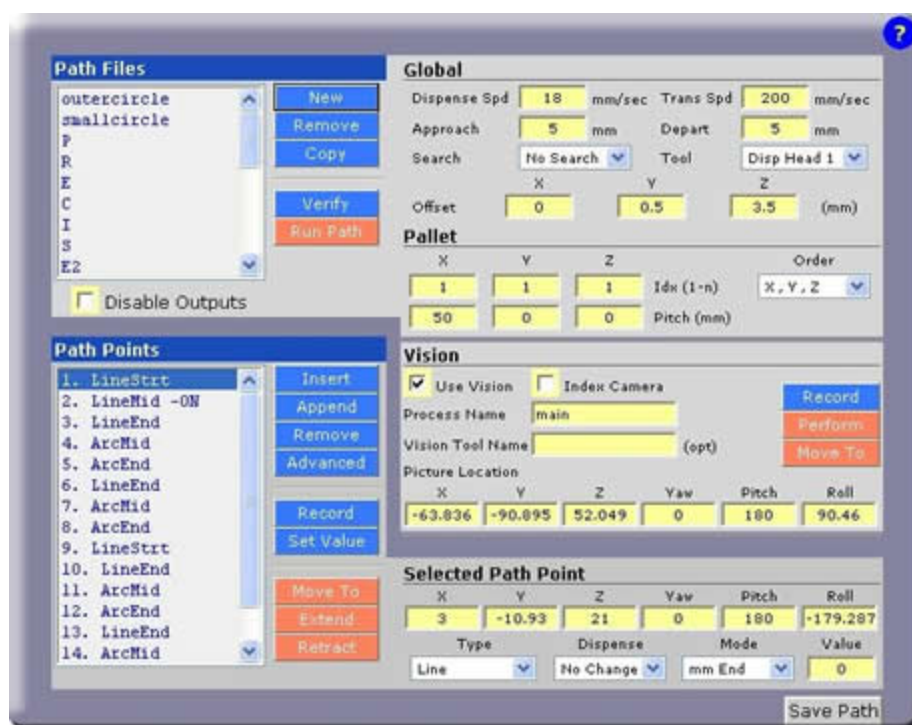 ?
Path Files
outercircle
smallcircle
P
R
E
C
I
S
E2
New
Remove
Copy
Verify
Run Path
Disable Outputs
Global
Dispense Spd 18 mm/sec Trans Spd 200 mm/sec
Approach 5 mm Depart 5 mm
Search No Search Tool Disp Head 1
X Y Z
Offset 0 0.5 3.5 (mm)
Pallet
X Y Z Order
1 1 1 Idx (1-n) X,Y,Z
50 0 0 Pitch (mm)
Path Points
1. LineStrt
2. LineMid -ON
3. LineEnd
4. ArcMid
5. ArcEnd
6. LineEnd
7. ArcMid
8. ArcEnd
9. LineStrt
10. LineEnd
11. ArcMid
12. ArcEnd
13. LineEnd
14. ArcMid
Insert
Append
Remove
Advanced
Record
Set Value
Move To
Extend
Retract
Vision
Use Vision Index Camera
Process Name main
Vision Tool Name (opt)
Record
Perform
Move To
Picture Location
X Y Z Yaw Pitch Roll
-63.836 -90.895 52.049 0 180 90.46
Selected Path Point
X Y Z Yaw Pitch Roll
3 -10.93 21 0 180 -179.287
Type Dispense Mode Value
Line No Change mm End 0
Save Path